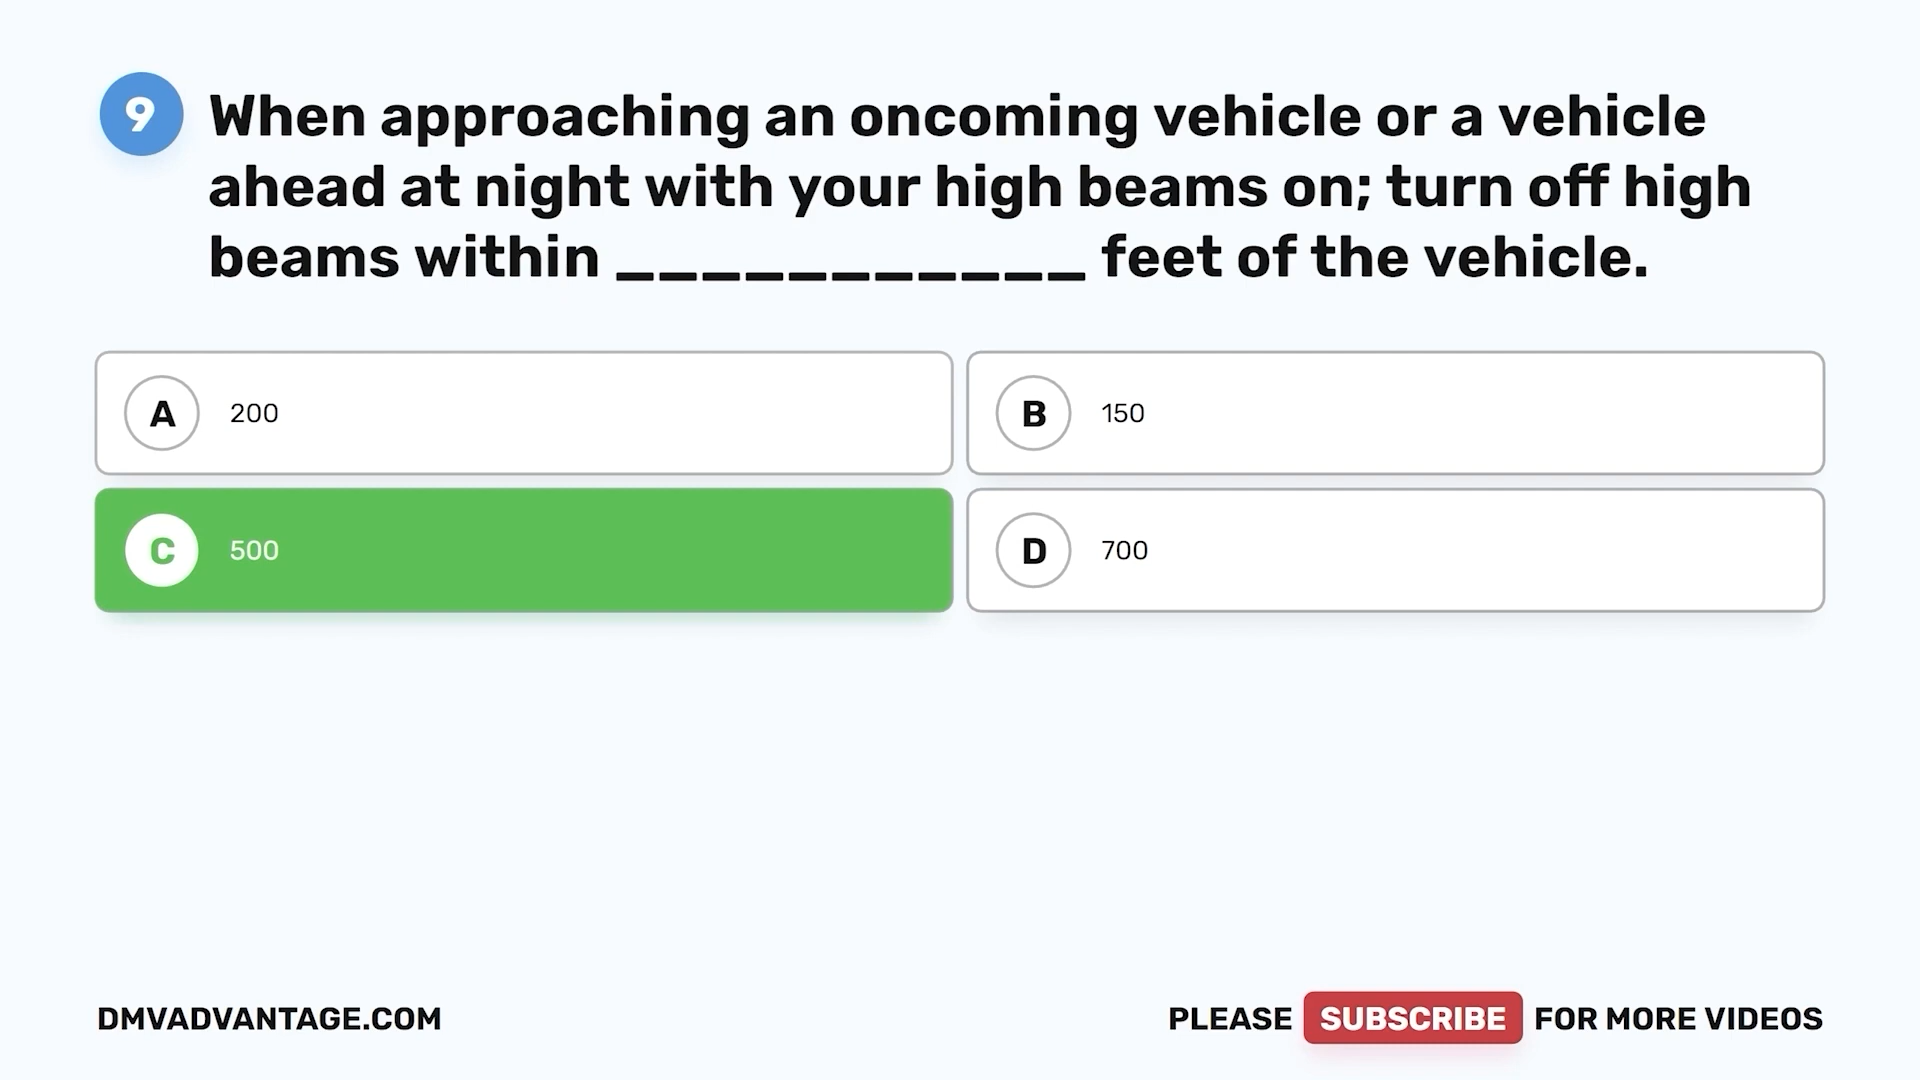 9
When approaching an oncoming vehicle or a vehicle
ahead at night with your high beams on; turn off high
beams within ___________ feet of the vehicle.
A 200
B 150
C 500
D 700
DMVADVANTAGE.COM
PLEASE SUBSCRIBE FOR MORE VIDEOS